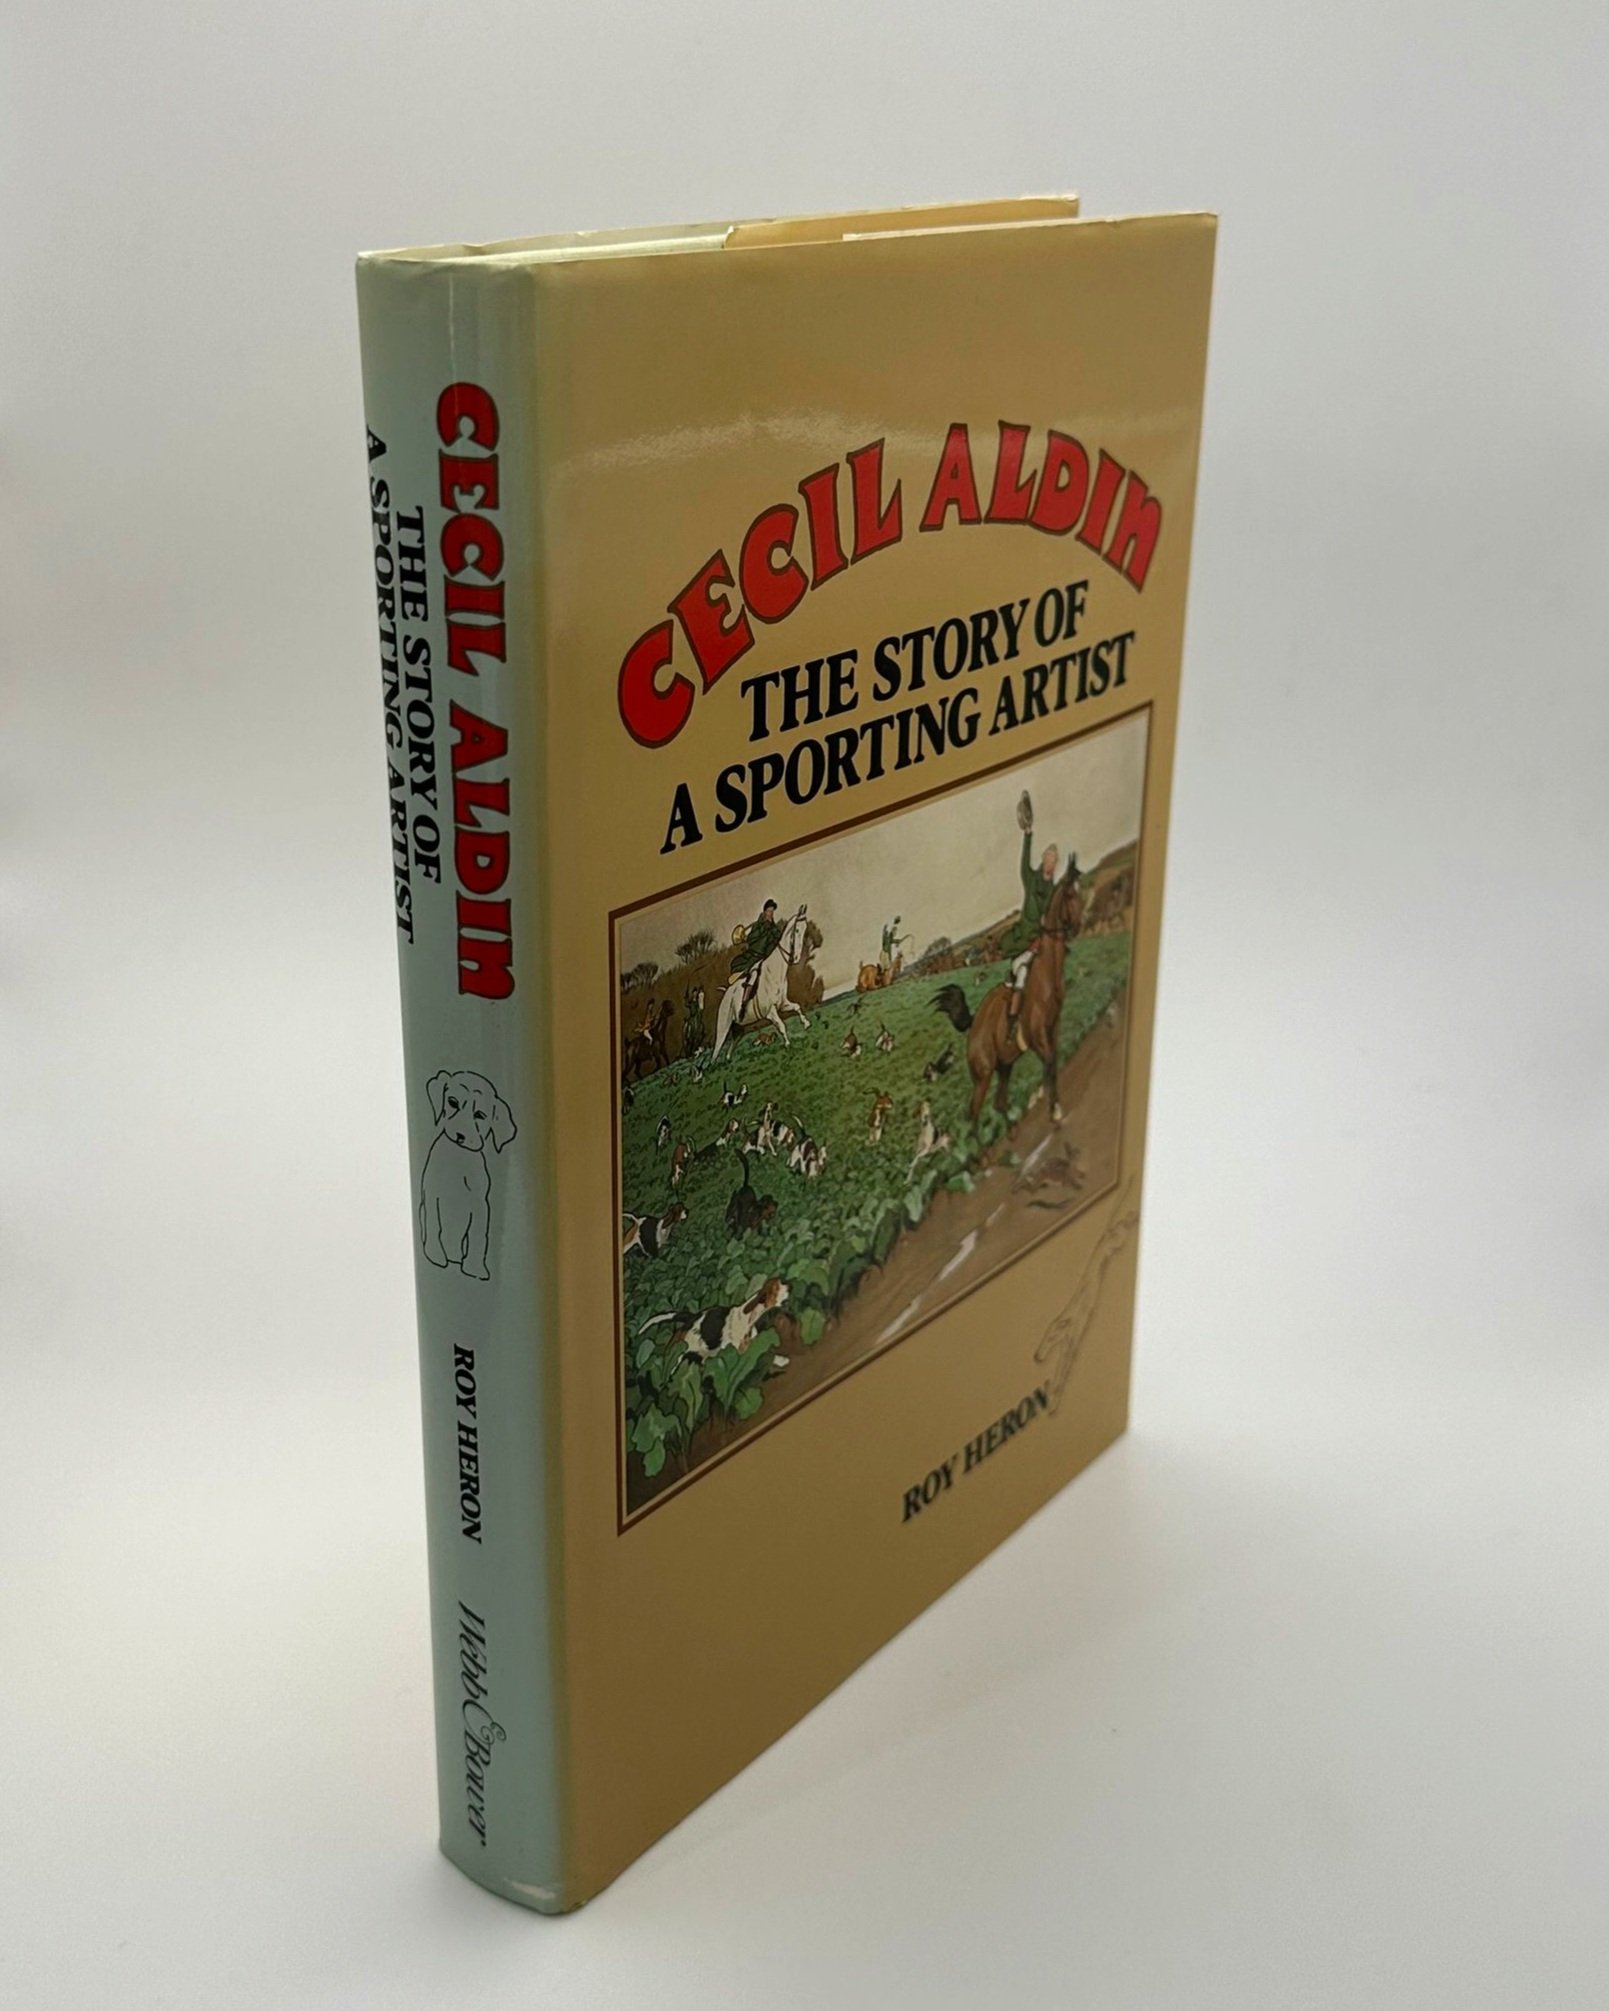 CECIL ALDIN
THE STORY OF
A SPORTING ARTIST
ROY HERON
Webb & Bower
CECIL ALDIN
THE STORY OF
A SPORTING ARTIST
ROY HERON